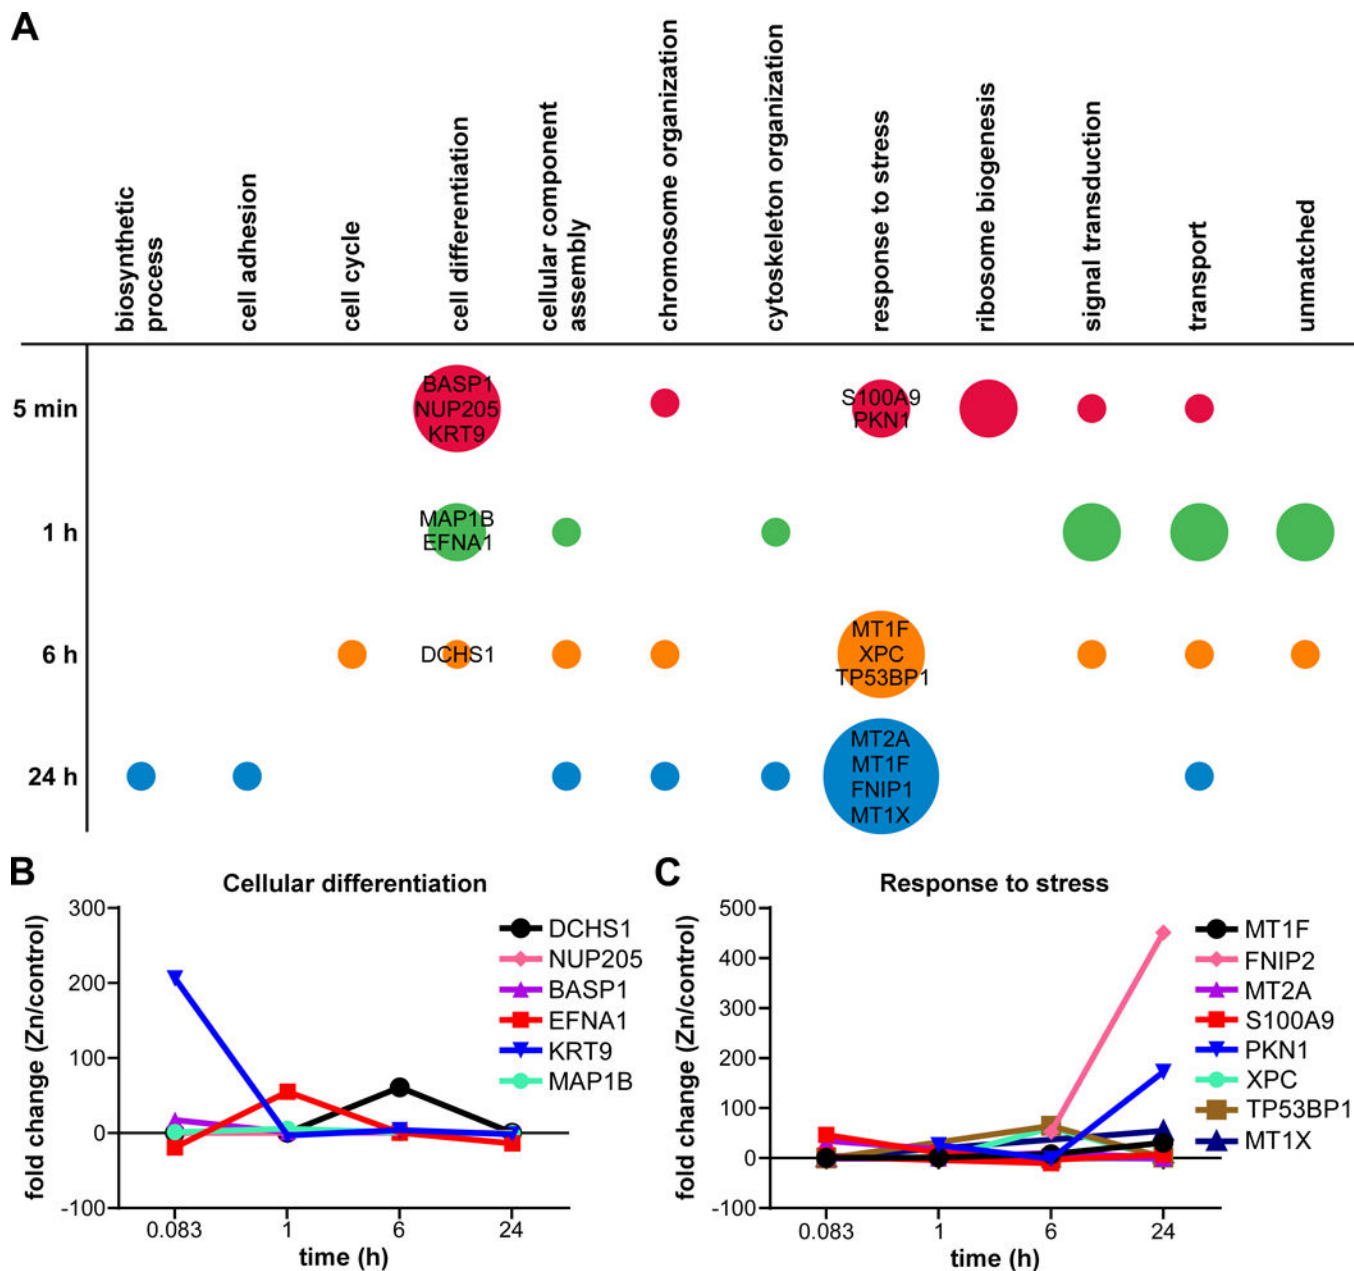 A
biosynthetic
process
cell adhesion
cell cycle
cell differentiation
cellular component
assembly
chromosome organization
cytoskeleton organization
response to stress
ribosome biogenesis
signal transduction
transport
unmatched
5 min
BASP1
NUP205
KRT9
S100A9
PKN1
1 h
MAP1B
EFNA1
6 h
DCHS1
MT1F
XPC
TP53BP1
24 h
MT2A
MT1F
FNIP1
MT1X
B
Cellular differentiation
fold change (Zn/control)
300
200
100
0
-100
0.083
1
6
24
time (h)
DCHS1
NUP205
BASP1
EFNA1
KRT9
MAP1B
C
Response to stress
fold change (Zn/control)
500
400
300
200
100
0
-100
0.083
1
6
24
time (h)
MT1F
FNIP2
MT2A
S100A9
PKN1
XPC
TP53BP1
MT1X